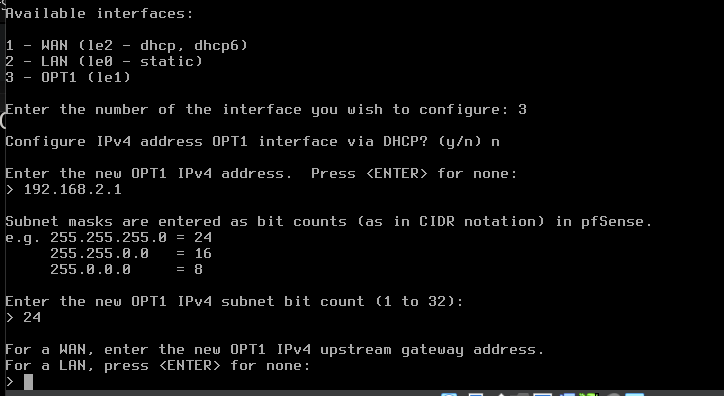 Available interfaces:
1 - WAN (le2 - dhcp, dhcp6)
2 - LAN (le0 - static)
3 - OPT1 (le1)
Enter the number of the interface you wish to configure: 3
Configure IPv4 address OPT1 interface via DHCP? (y/n) n
Enter the new OPT1 IPv4 address.  Press <ENTER> for none:
> 192.168.2.1
Subnet masks are entered as bit counts (as in CIDR notation) in pfSense.
e.g. 255.255.255.0 = 24
     255.255.0.0   = 16
     255.0.0.0     = 8
Enter the new OPT1 IPv4 subnet bit count (1 to 32):
> 24
For a WAN, enter the new OPT1 IPv4 upstream gateway address.
For a LAN, press <ENTER> for none:
>